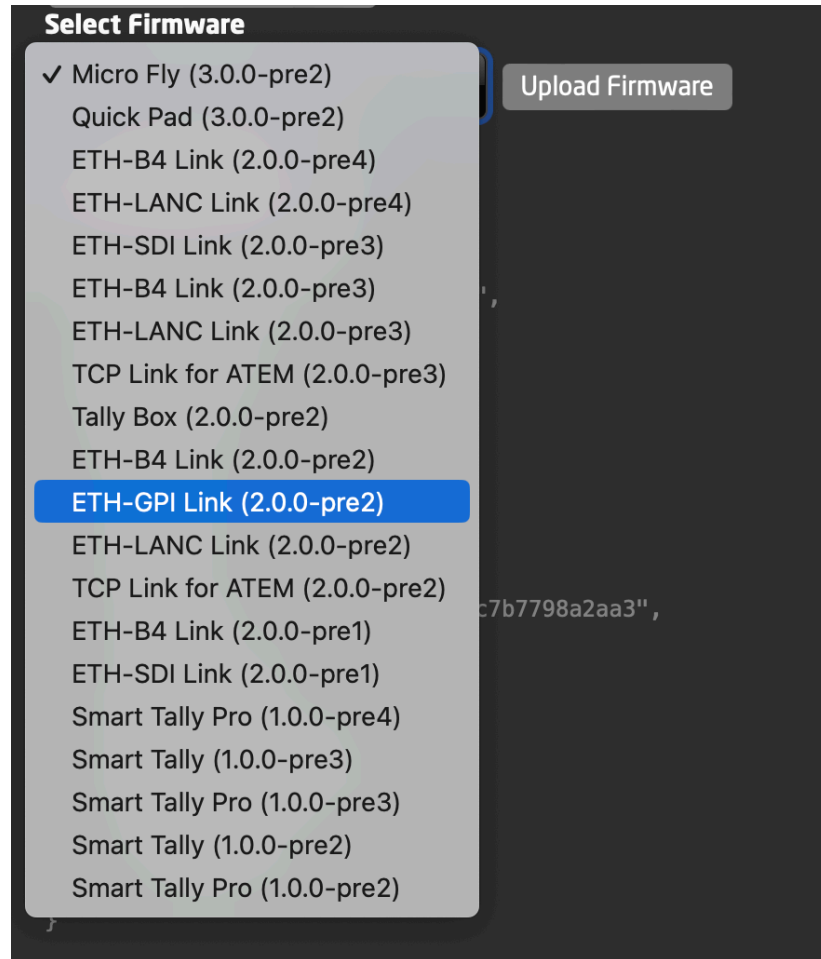 Select Firmware
✓ Micro Fly (3.0.0-pre2)
Upload Firmware
Quick Pad (3.0.0-pre2)
ETH-B4 Link (2.0.0-pre4)
ETH-LANC Link (2.0.0-pre4)
ETH-SDI Link (2.0.0-pre3)
ETH-B4 Link (2.0.0-pre3)
",
ETH-LANC Link (2.0.0-pre3)
TCP Link for ATEM (2.0.0-pre3)
Tally Box (2.0.0-pre2)
ETH-B4 Link (2.0.0-pre2)
ETH-GPI Link (2.0.0-pre2)
ETH-LANC Link (2.0.0-pre2)
TCP Link for ATEM (2.0.0-pre2)
c7b7798a2aa3",
ETH-B4 Link (2.0.0-pre1)
ETH-SDI Link (2.0.0-pre1)
Smart Tally Pro (1.0.0-pre4)
Smart Tally (1.0.0-pre3)
Smart Tally Pro (1.0.0-pre3)
Smart Tally (1.0.0-pre2)
Smart Tally Pro (1.0.0-pre2)
}